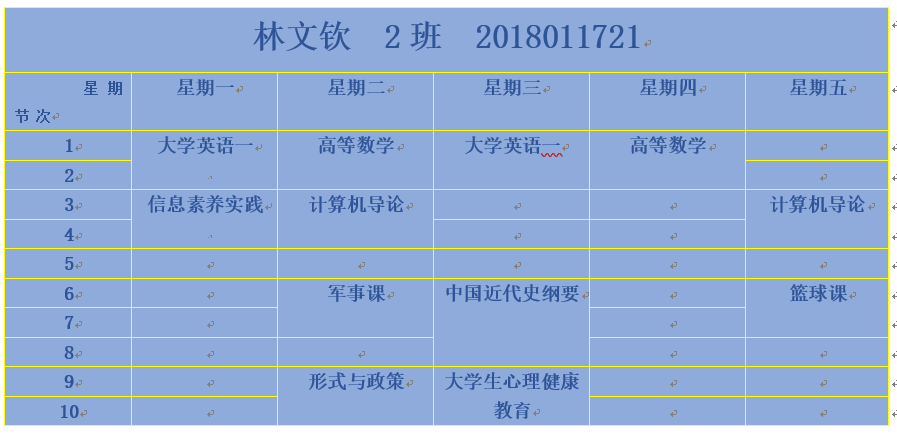 林文钦 2班 2018011721
星 期 星期一 星期二 星期三 星期四 星期五
节 次
1 大学英语一 高等数学 大学英语一 高等数学
2
3 信息素养实践 计算机导论 计算机导论
4
5
6 军事课 中国近代史纲要 篮球课
7
8
9 形式与政策 大学生心理健康
10 教育